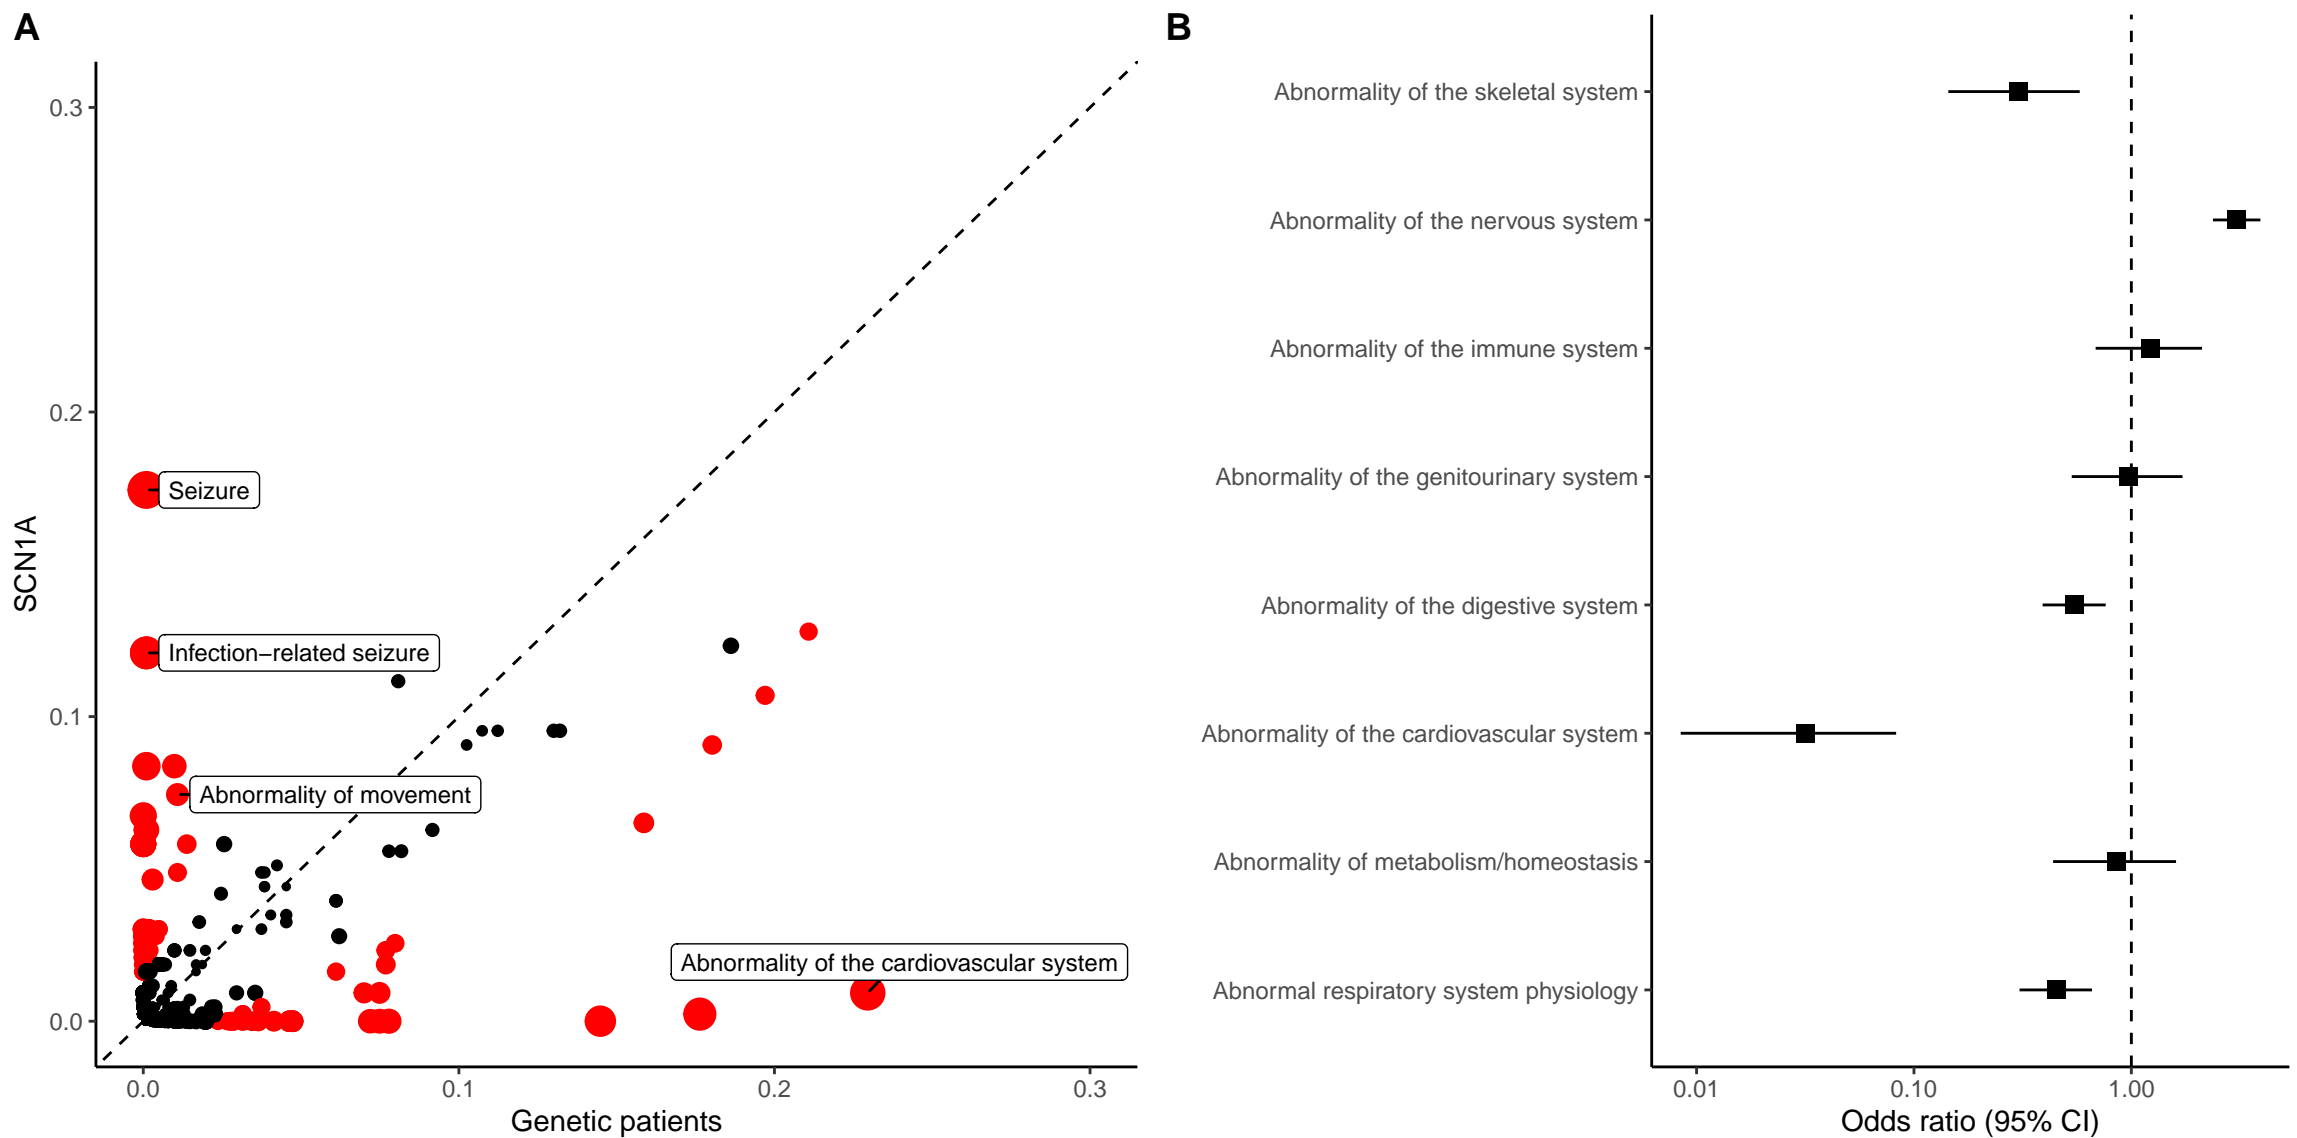 A
0.3
0.2
0.1
0.0
SCN1A
Seizure
Infection−related seizure
Abnormality of movement
Abnormality of the cardiovascular system
0.0 0.1 0.2 0.3
Genetic patients
B
Abnormality of the skeletal system
Abnormality of the nervous system
Abnormality of the immune system
Abnormality of the genitourinary system
Abnormality of the digestive system
Abnormality of the cardiovascular system
Abnormality of metabolism/homeostasis
Abnormal respiratory system physiology
0.01 0.10 1.00
Odds ratio (95% CI)